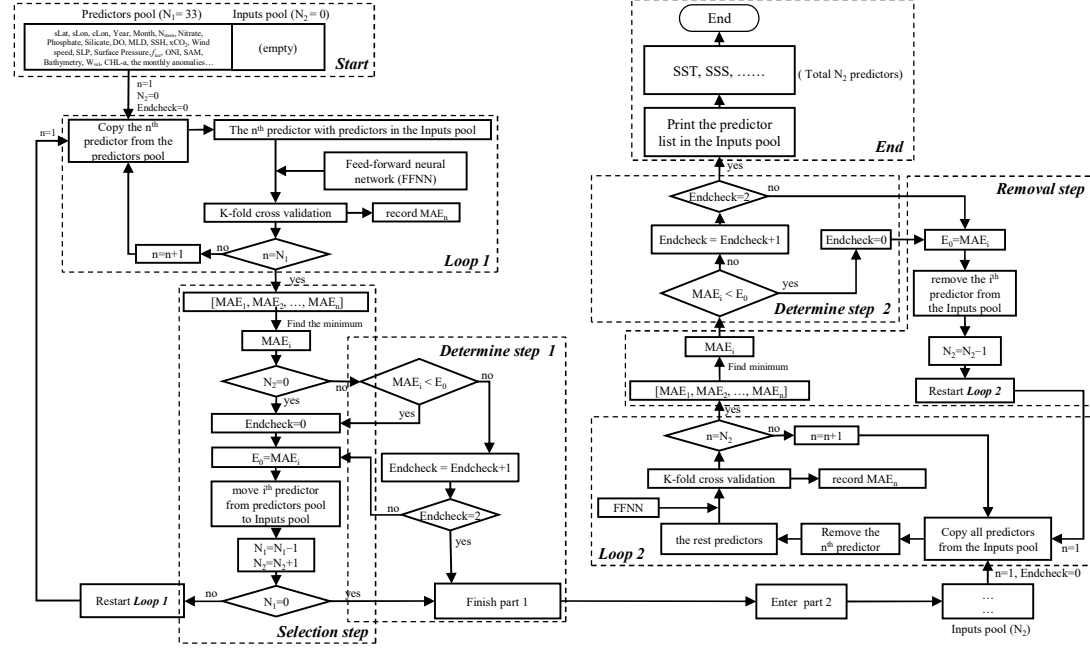 Predictors pool (N₁= 33)
Inputs pool (N₂ = 0)
sLat, sLon, cLon, Year, Month, Nₘₒₙ, Nitrate,
Phosphate, Silicate, DO, MLD, SSH, xCO₂, Wind
speed, SLP, Surface Pressure, fᵢcₑ, ONI, SAM,
Bathymetry, Wᵥₑₗ, CHL-a, the monthly anomalies…
(empty)
Start
n=1
N₂=0
Endcheck=0
n=1
Copy the nᵗʰ
predictor from the
predictors pool
The nᵗʰ predictor with predictors in the Inputs pool
Feed-forward neural
network (FFNN)
K-fold cross validation
record MAEₙ
n=n+1
no
n=N₁
Loop 1
yes
[MAE₁, MAE₂, …, MAEₙ]
Find the minimum
MAEᵢ
N₂=0
no
yes
Endcheck=0
E₀=MAEᵢ
move iᵗʰ predictor
from predictors pool
to Inputs pool
N₁=N₁−1
N₂=N₂+1
N₁=0
no
yes
Restart Loop 1
Selection step
Determine step 1
MAEᵢ < E₀
no
yes
Endcheck = Endcheck+1
Endcheck=2
no
yes
Finish part 1
Enter part 2
…
…
Inputs pool (N₂)
n=1, Endcheck=0
Copy all predictors
from the Inputs pool
n=1
Remove the
nᵗʰ predictor
the rest predictors
FFNN
K-fold cross validation
record MAEₙ
n=N₂
no
n=n+1
Loop 2
yes
[MAE₁, MAE₂, …, MAEₙ]
Find minimum
MAEᵢ
MAEᵢ < E₀
yes
no
Endcheck=0
Endcheck = Endcheck+1
Determine step 2
Endcheck=2
no
yes
Removal step
E₀=MAEᵢ
remove the iᵗʰ
predictor from
the Inputs pool
N₂=N₂−1
Restart Loop 2
Print the predictor
list in the Inputs pool
SST, SSS, ……
( Total N₂ predictors)
End
End